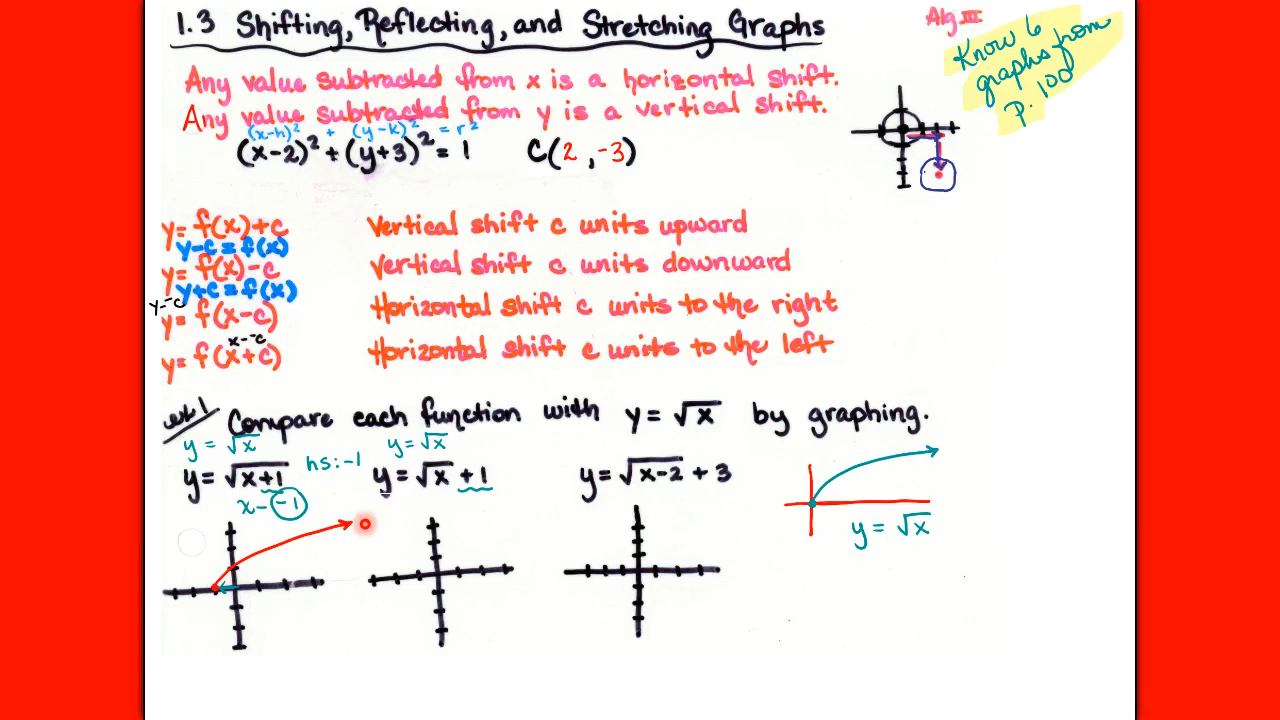 1.3 Shifting, Reflecting, and Stretching Graphs
Alg III
Know 6
graphs from
P. 100
Any value subtracted from x is a horizontal shift.
Any value subtracted from y is a vertical shift.
(x-h)² + (y-k)² = r²
(x-2)² + (y+3)² = 1 C(2, -3)
y = f(x)+c Vertical shift c units upward
y-c = f(x)
y = f(x)-c Vertical shift c units downward
y+c = f(x)
y--c
y = f(x-c) Horizontal shift c units to the right
x--c
y = f(x+c) Horizontal shift c units to the left
Compare each function with y = √x by graphing.
y = √x y = √x
hs: -1
y = √x+1 y = √x + 1 y = √x-2 + 3
x - -1
y = √x